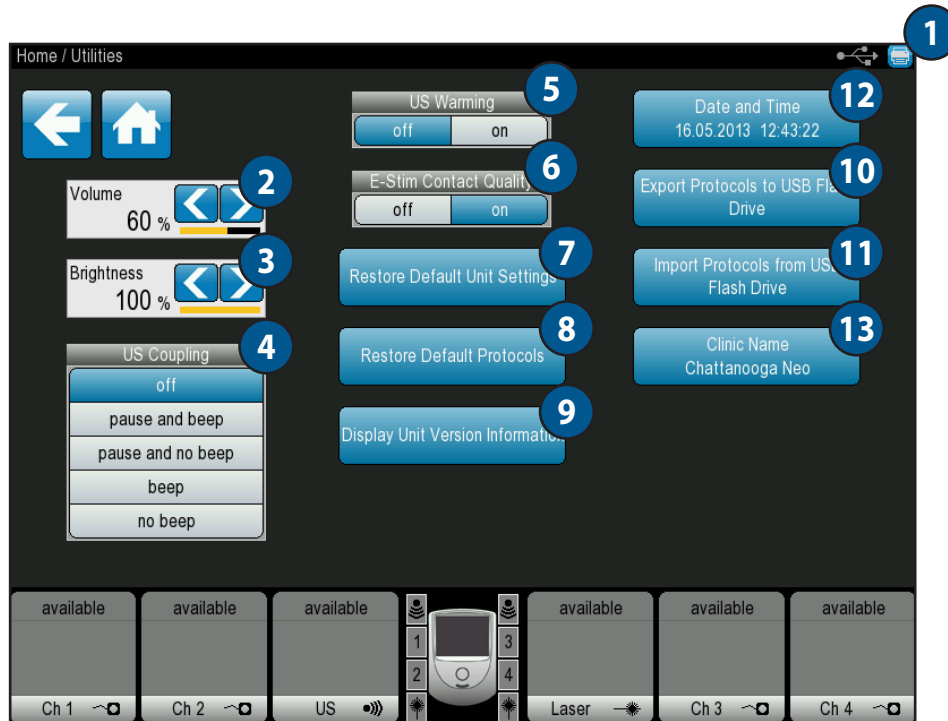 1
Home / Utilities
2
Volume
60 %
3
Brightness
100 %
4
US Coupling
off
pause and beep
pause and no beep
beep
no beep
5
US Warming
off on
6
E-Stim Contact Quality
off on
7
Restore Default Unit Settings
8
Restore Default Protocols
9
Display Unit Version Information
12
Date and Time
16.05.2013 12:43:22
10
Export Protocols to USB Flash
Drive
11
Import Protocols from USB
Flash Drive
13
Clinic Name
Chattanooga Neo
available available available available available available
1 3
2 4
Ch 1 Ch 2 US Laser Ch 3 Ch 4